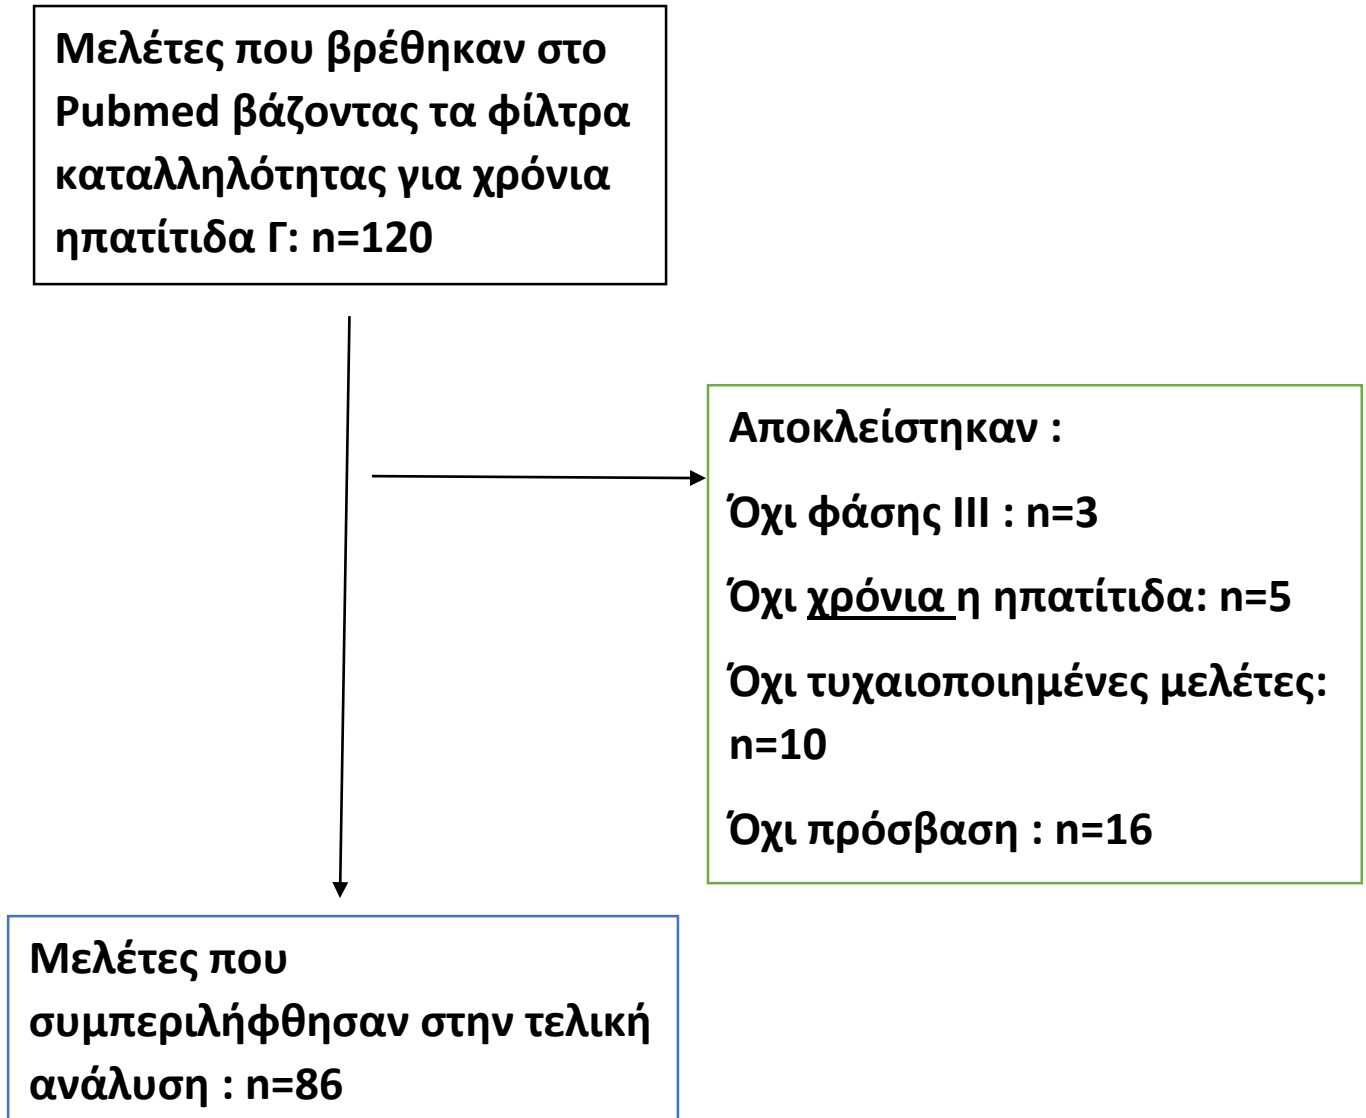 Μελέτες που βρέθηκαν στο
Pubmed βάζοντας τα φίλτρα
καταλληλότητας για χρόνια
ηπατίτιδα Γ: n=120
Αποκλείστηκαν :
Όχι φάσης III : n=3
Όχι χρόνια η ηπατίτιδα: n=5
Όχι τυχαιοποιημένες μελέτες:
n=10
Όχι πρόσβαση : n=16
Μελέτες που
συμπεριλήφθησαν στην τελική
ανάλυση : n=86